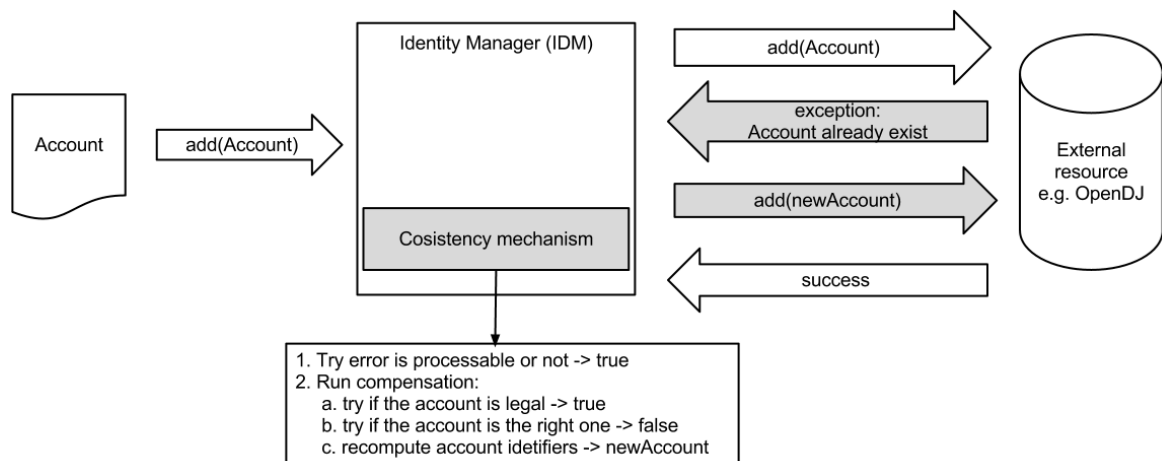 Identity Manager (IDM)
add(Account)
exception:
Account already exist
Account
add(Account)
External
resource
e.g. OpenDJ
add(newAccount)
Cosistency mechanism
success
1. Try error is processable or not -> true
2. Run compensation:
a. try if the account is legal -> true
b. try if the account is the right one -> false
c. recompute account idetifiers -> newAccount